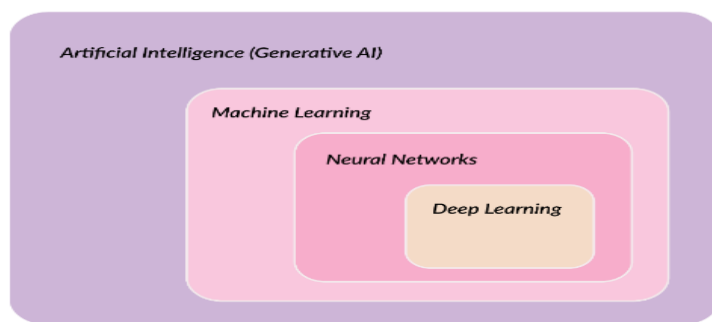 Artificial Intelligence (Generative AI)
Machine Learning
Neural Networks
Deep Learning